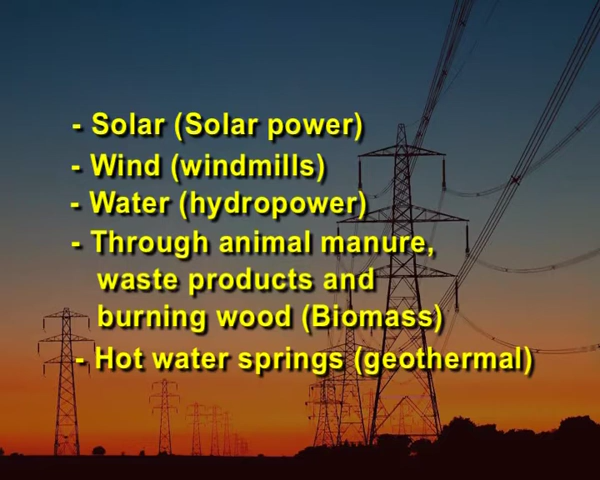 - Solar (Solar power)
- Wind (windmills)
- Water (hydropower)
- Through animal manure,
waste products and
burning wood (Biomass)
- Hot water springs (geothermal)